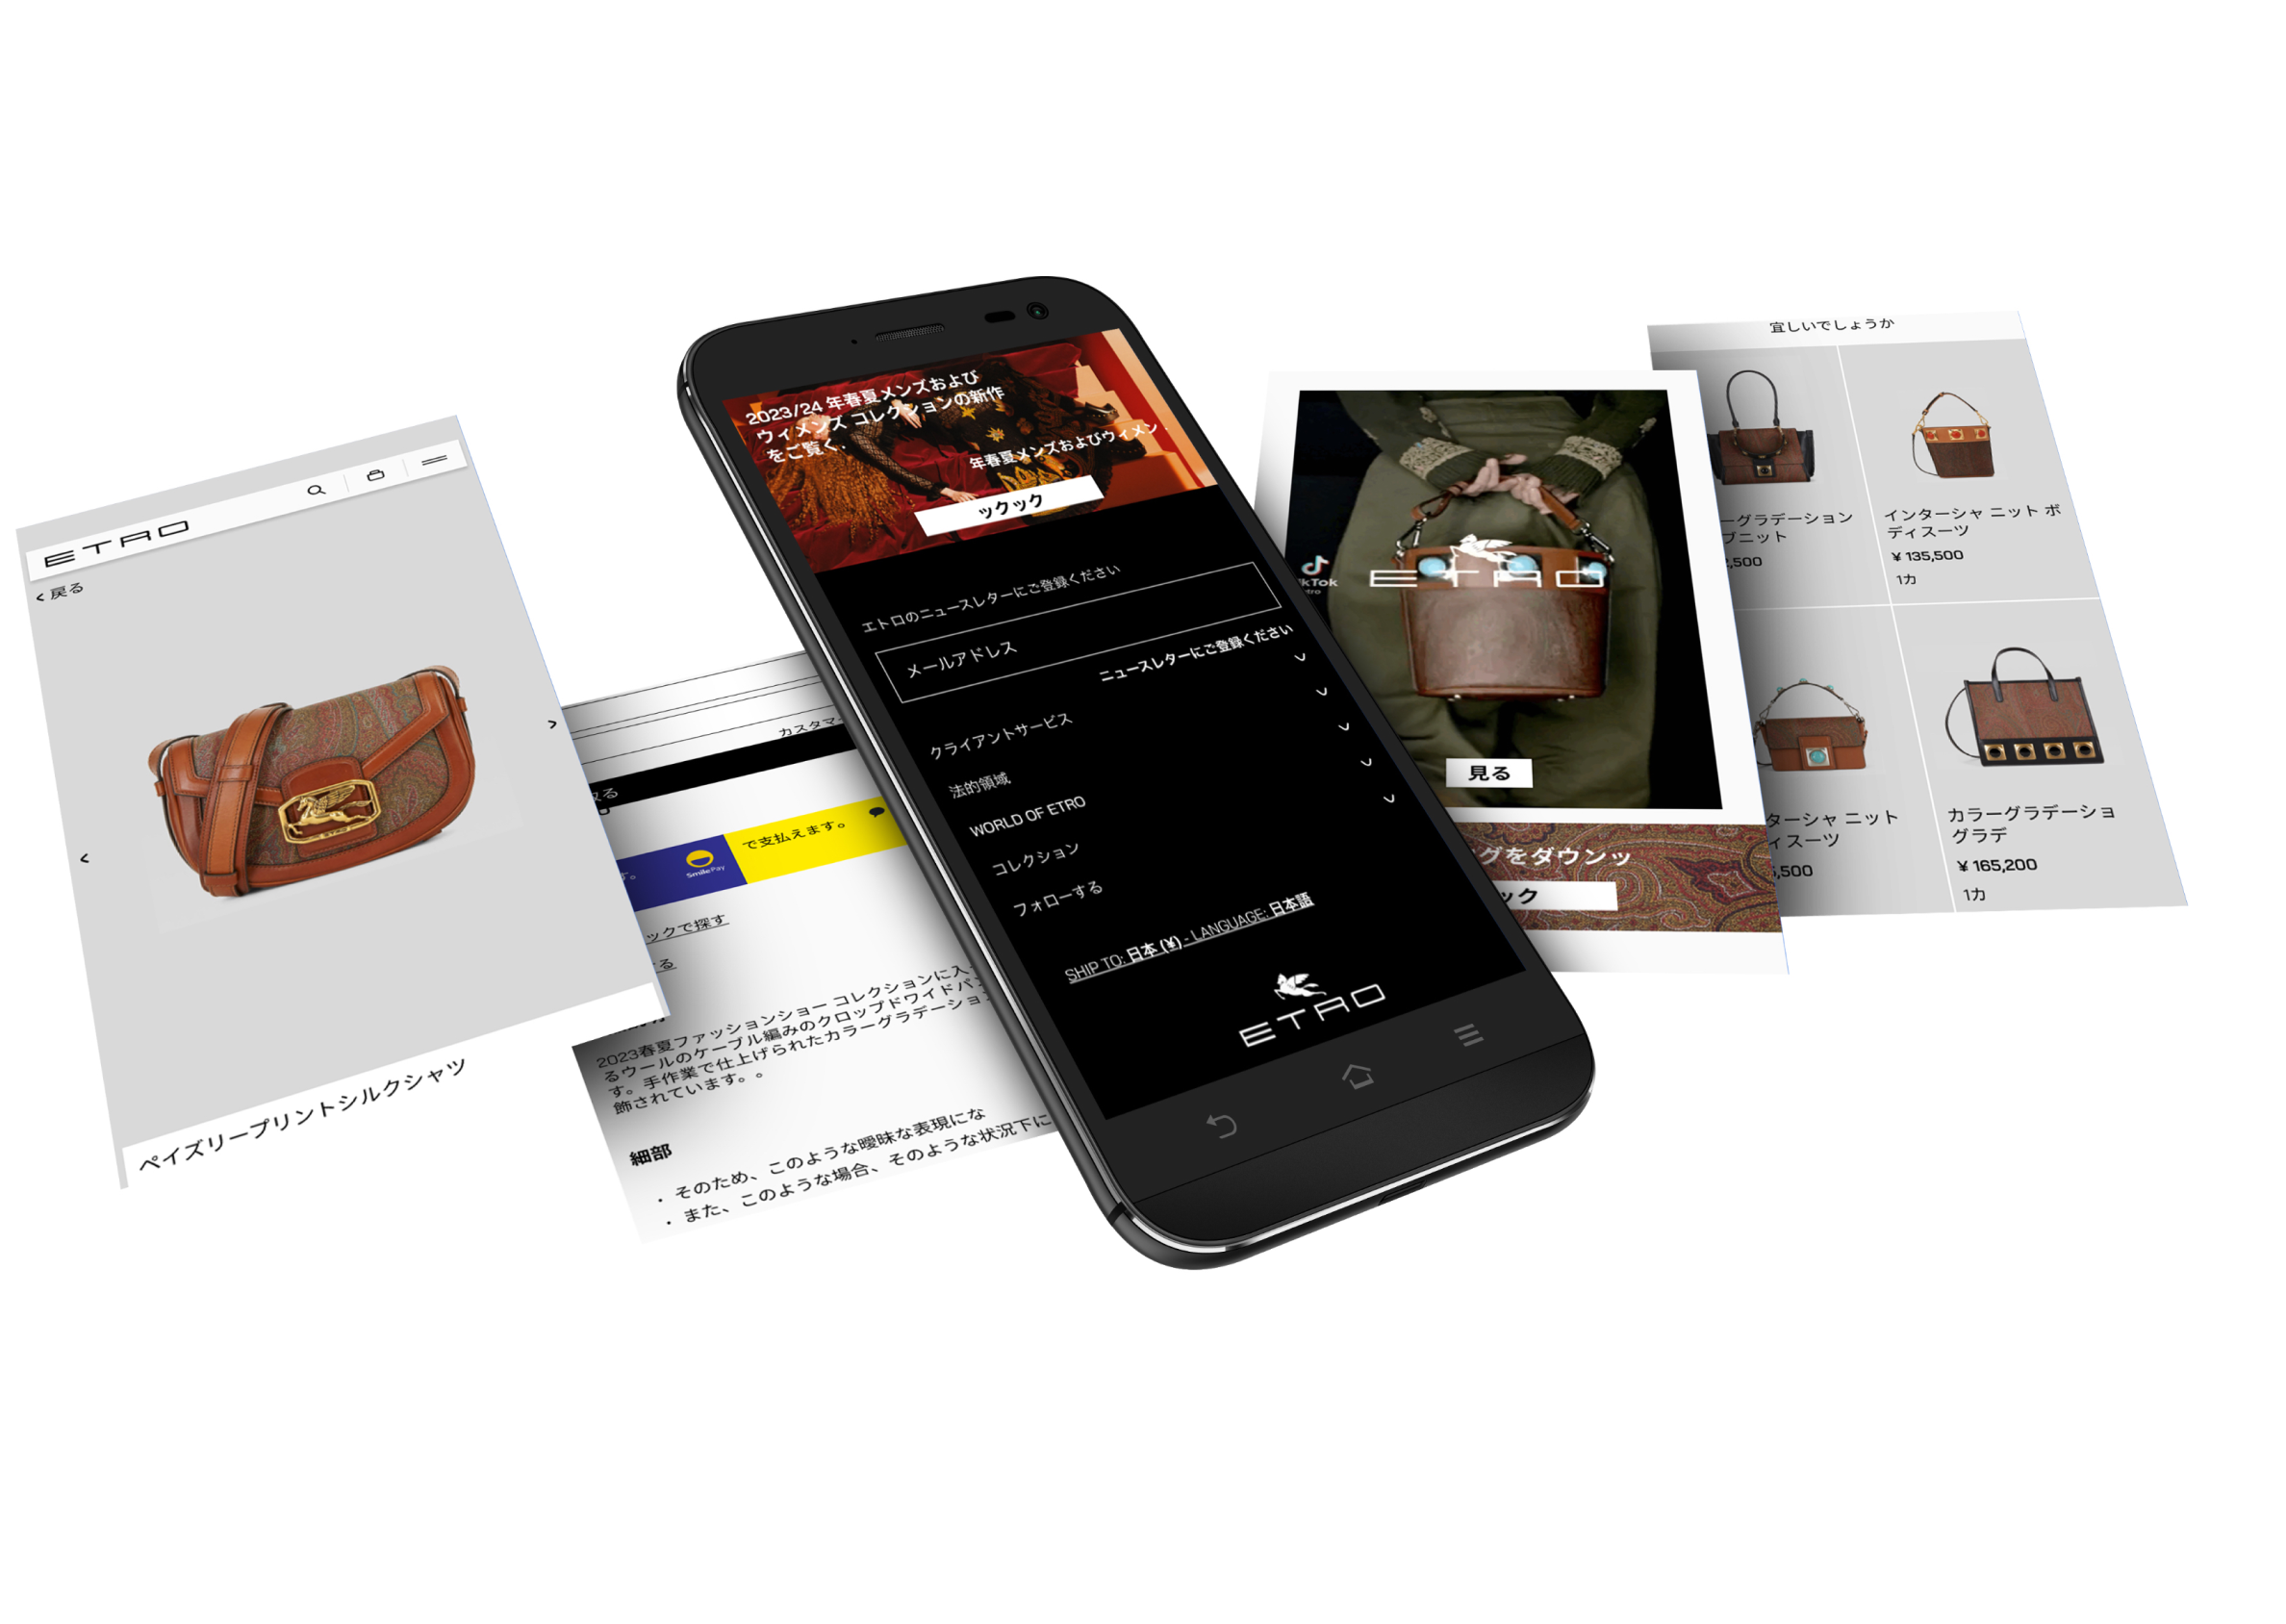 ETRO
戻る
ペイズリープリントシルクシャツ
カスタマ
Smile Pay
で支払えます。
ックで探す
2023春夏ファッションショー コレクションに入
るウールのケーブル編みのクロップドワイドパ
す。手作業で仕上げられたカラーグラデーショ
飾されています。。
細部
・そのため、このような曖昧な表現にな
・また、このような場合、そのような状況下に
2023/24 年春夏メンズおよび
ウィメンズ コレクションの新作
をご覧く.
年春夏メンズおよびウィメン.
ックック
エトロのニュースレターにご登録ください
メールアドレス
ニュースレターにご登録ください
クライアントサービス
法的領域
WORLD OF ETRO
コレクション
フォローする
SHIP TO: 日本 (¥) - LANGUAGE: 日本語
ETRO
kTok
ETRO
見る
グをダウンッ
ック
宜しいでしょうか
ーグラデーション
ブニット
,500
インターシャ ニット ボ
ディスーツ
¥ 135,500
1カ
ターシャ ニット
ィスーツ
,500
カラーグラデーショ
グラデ
¥ 165,200
1カ